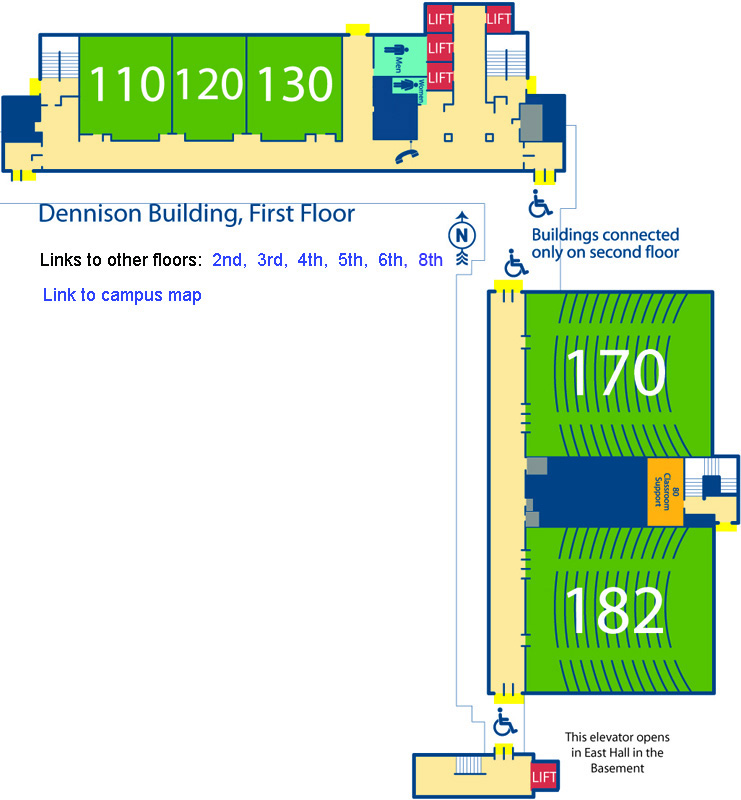 LIFT
LIFT
LIFT
LIFT
110
120
130
Men
Women
Dennison Building, First Floor
N
Buildings connected
only on second floor
Links to other floors: 2nd, 3rd, 4th, 5th, 6th, 8th
Link to campus map
170
80
Classroom
Support
182
This elevator opens
in East Hall in the
Basement
LIFT